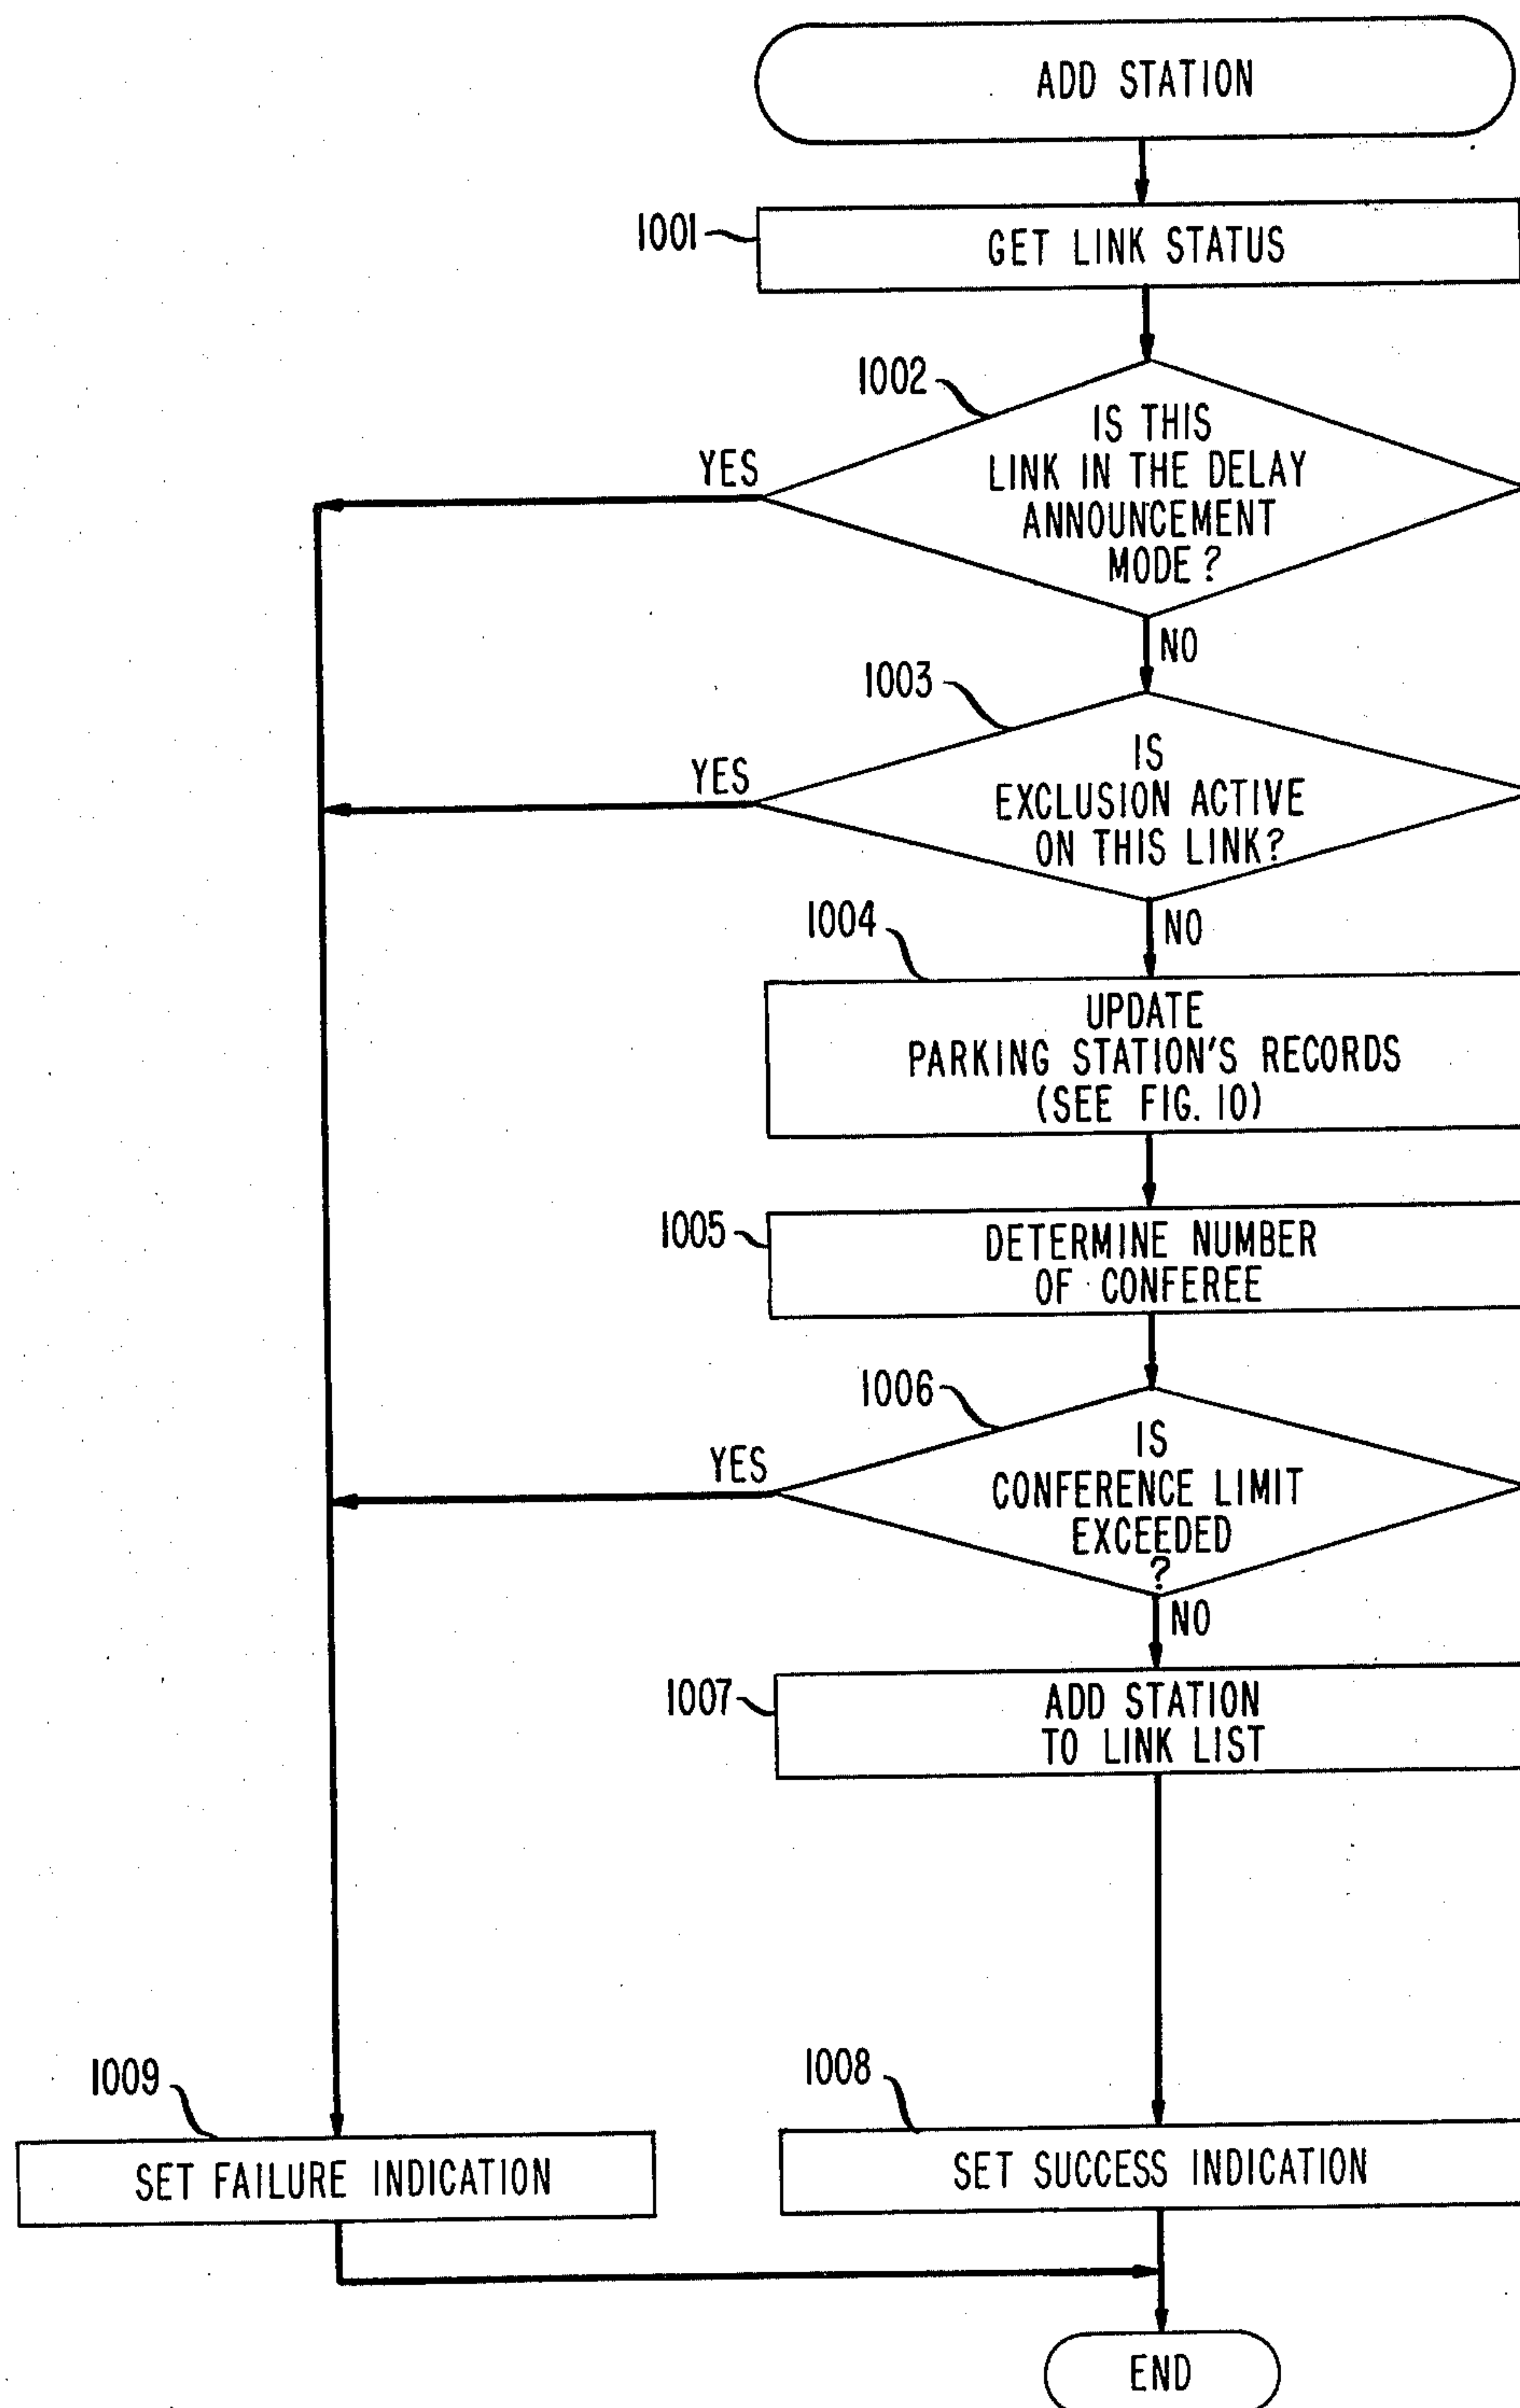 ADD STATION
1001
GET LINK STATUS
1002
IS THIS
LINK IN THE DELAY
ANNOUNCEMENT
MODE?
YES
NO
1003
IS
EXCLUSION ACTIVE
ON THIS LINK?
YES
NO
1004
UPDATE
PARKING STATION'S RECORDS
(SEE FIG. 10)
1005
DETERMINE NUMBER
OF CONFEREE
1006
IS
CONFERENCE LIMIT
EXCEEDED
?
YES
NO
1007
ADD STATION
TO LINK LIST
1009
SET FAILURE INDICATION
1008
SET SUCCESS INDICATION
END